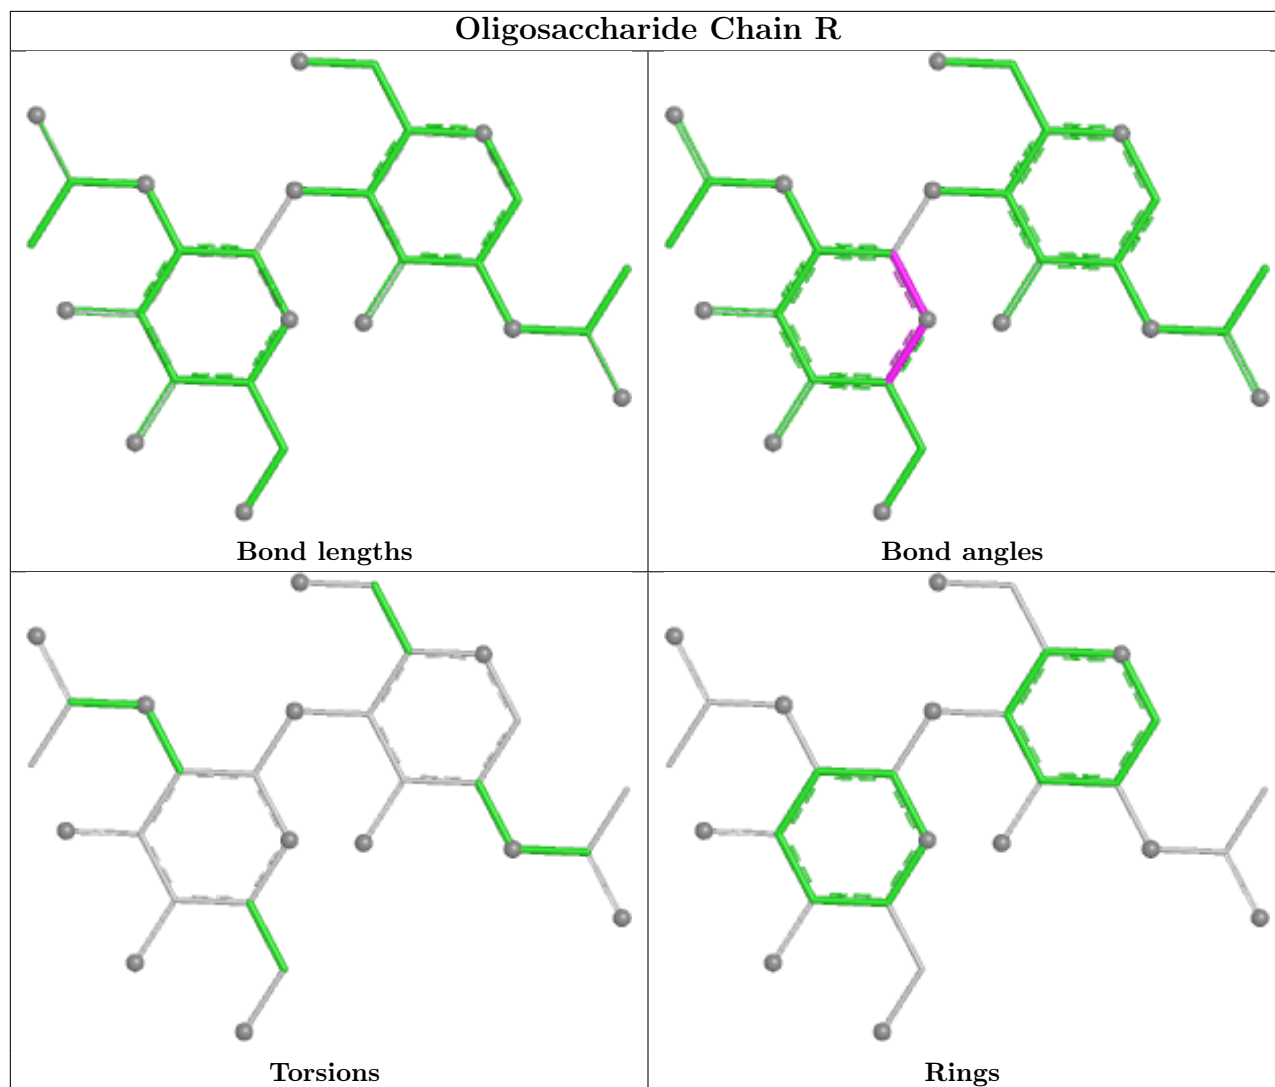 Oligosaccharide Chain R
Bond lengths
Bond angles
Torsions
Rings